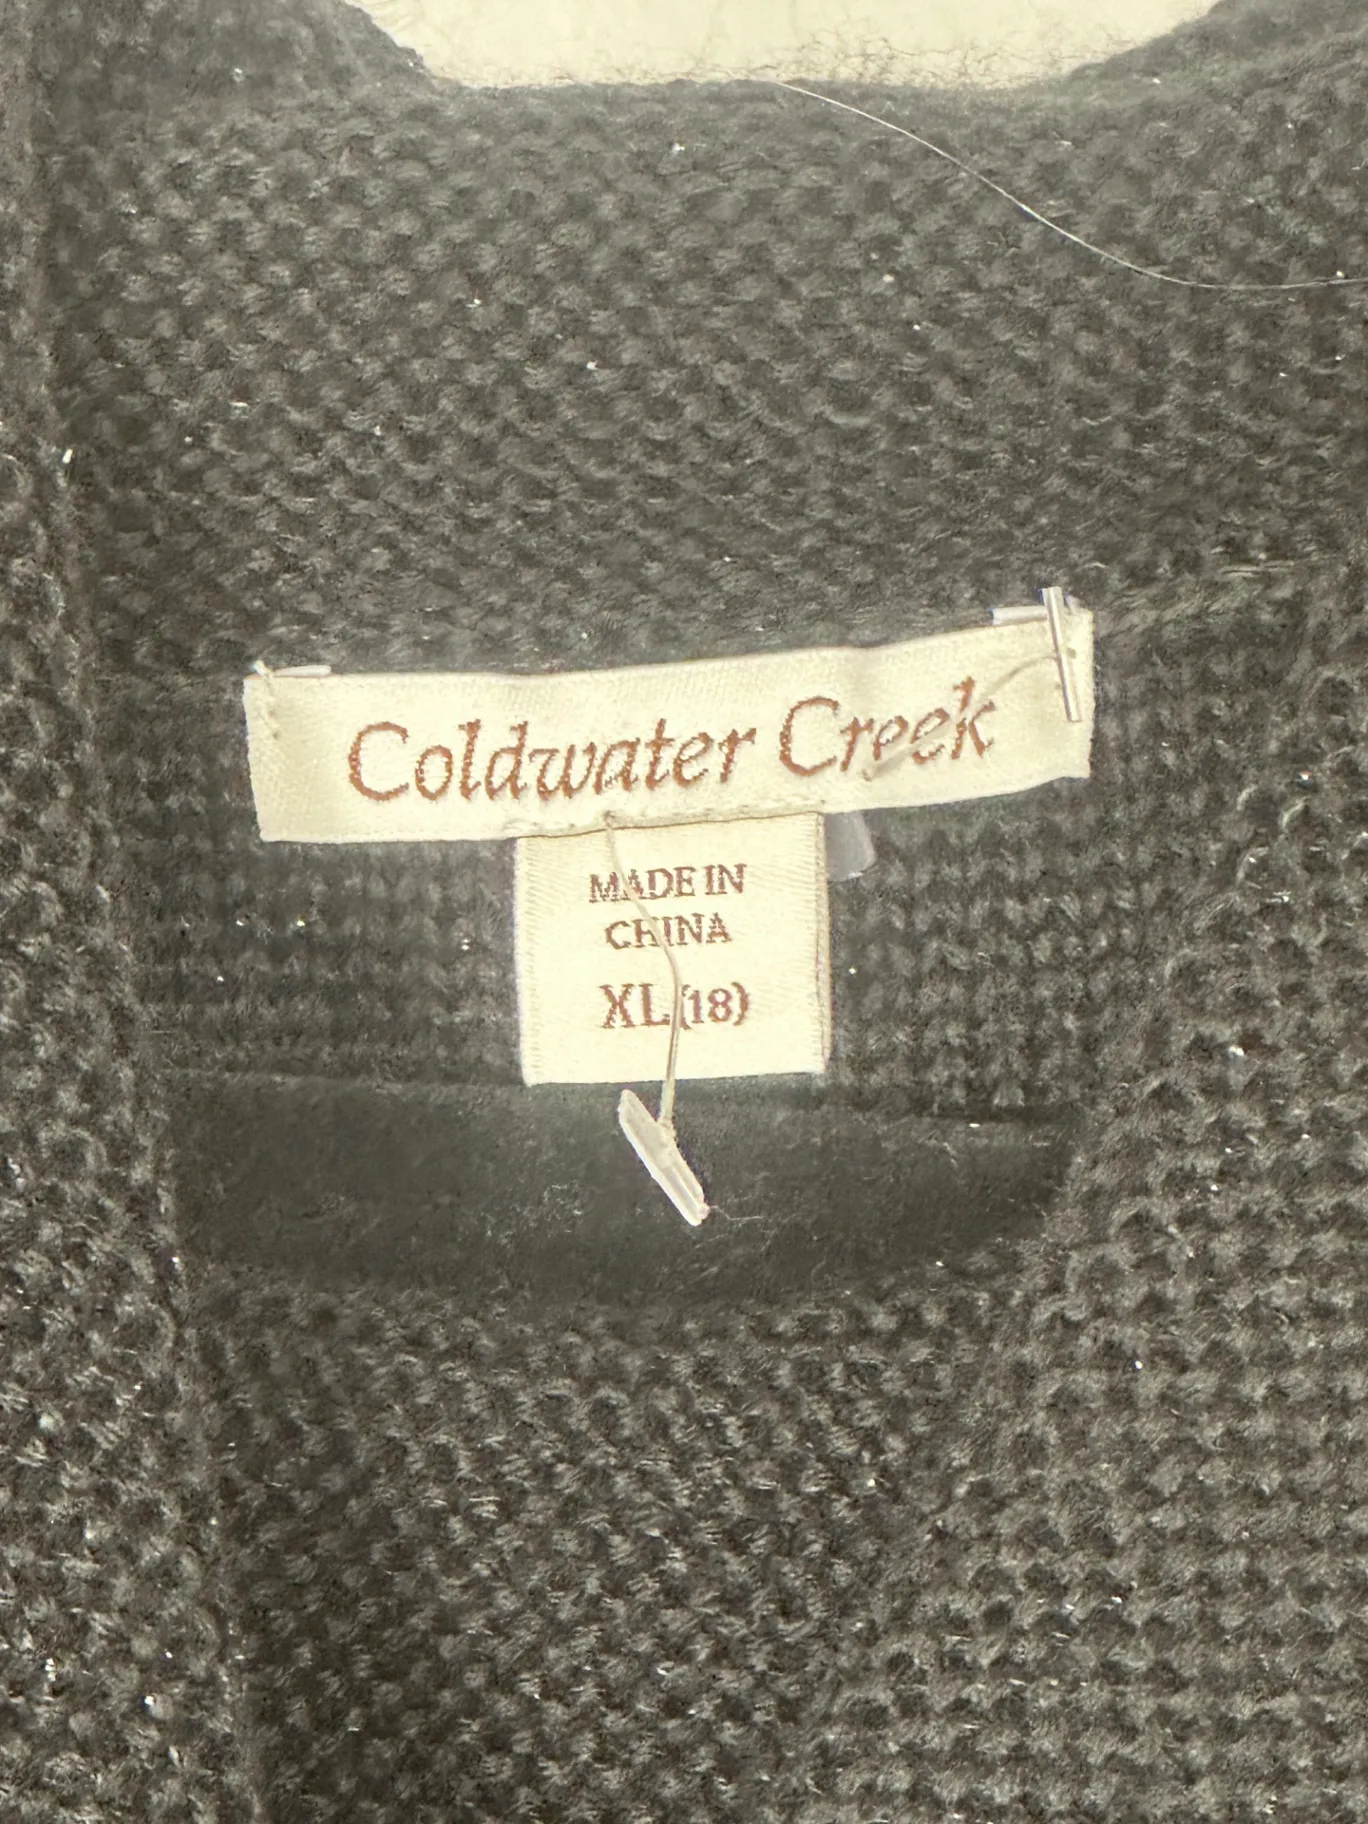 Coldwater Creek
MADE IN
CHINA
XL (18)